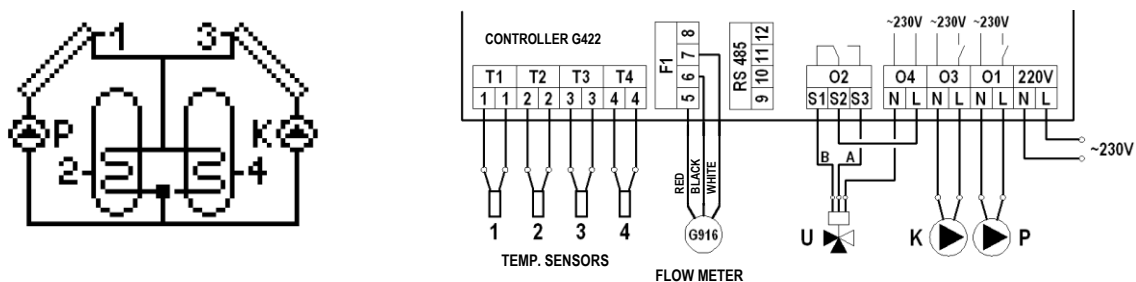 1 3
P K
2 4
CONTROLLER G422
T1 T2 T3 T4
1 1 2 2 3 3 4 4
1 2 3 4
TEMP. SENSORS
F1
5 6 7 8
RED
BLACK
WHITE
G916
FLOW METER
RS 485
9 10 11 12
~230V ~230V ~230V
O2 O4 O3 O1 220V
S1 S2 S3 N L N L N L N L
~230V
B A
U K P